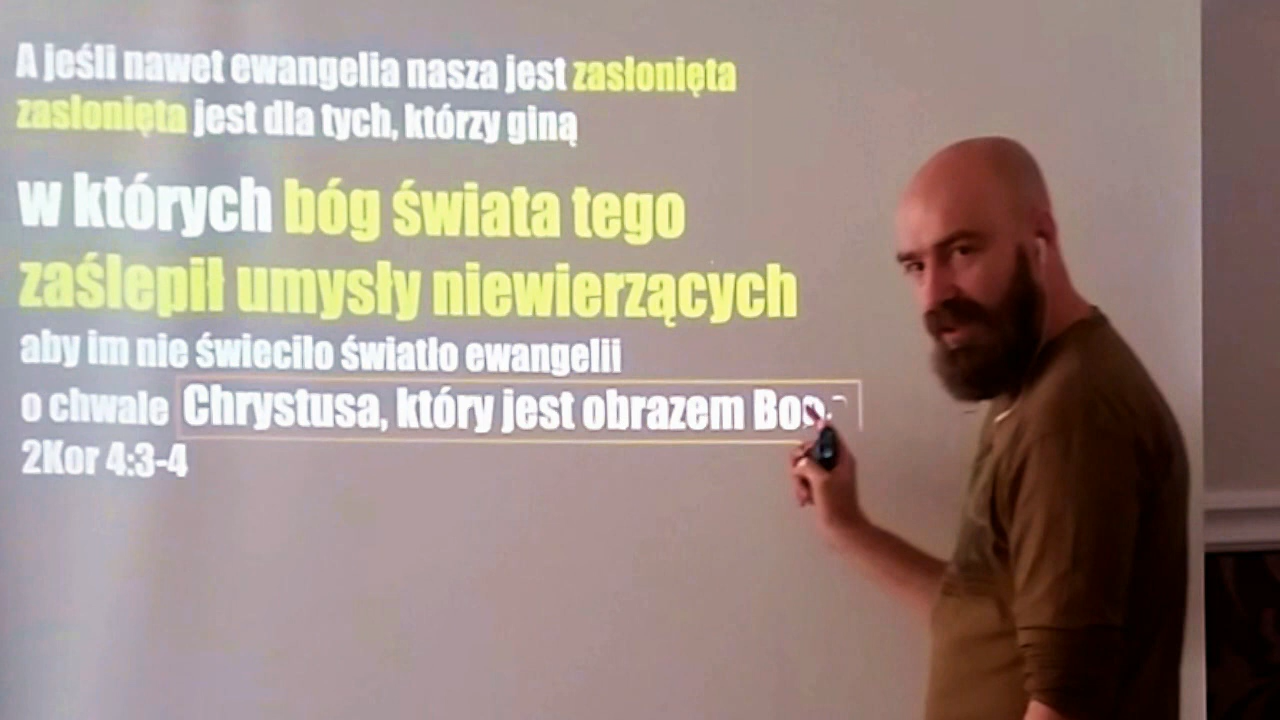 A jeśli nawet ewangelia nasza jest zasłonięta
zasłonięta jest dla tych, którzy giną
w których bóg świata tego
zaślepił umysły niewierzących
aby im nie świeciło światło ewangelii
o chwale Chrystusa, który jest obrazem
2Kor 4:3-4